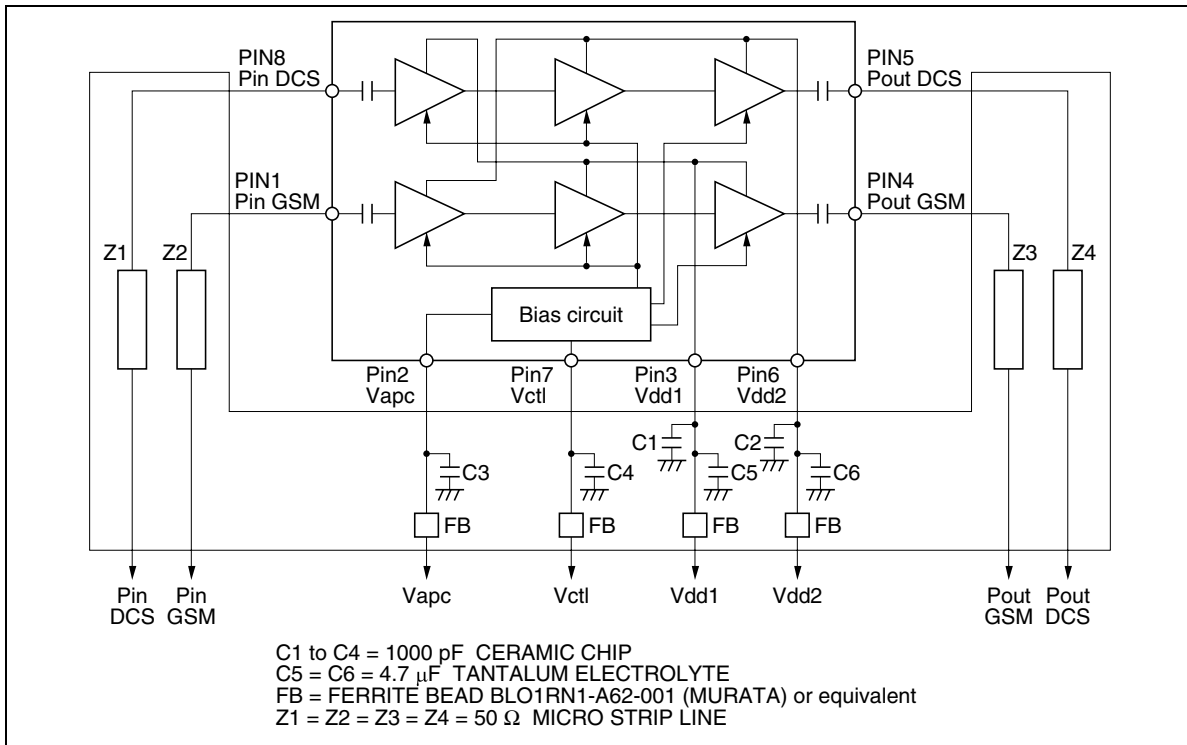 PIN8
Pin DCS
PIN5
Pout DCS
PIN1
Pin GSM
PIN4
Pout GSM
Z1
Z2
Z3
Z4
Bias circuit
Pin2
Vapc
Pin7
Vctl
Pin3
Vdd1
Pin6
Vdd2
C1
C2
C3
C4
C5
C6
FB
FB
FB
FB
Pin
DCS
Pin
GSM
Vapc
Vctl
Vdd1
Vdd2
Pout
GSM
Pout
DCS
C1 to C4 = 1000 pF CERAMIC CHIP
C5 = C6 = 4.7 μF TANTALUM ELECTROLYTE
FB = FERRITE BEAD BLO1RN1-A62-001 (MURATA) or equivalent
Z1 = Z2 = Z3 = Z4 = 50 Ω MICRO STRIP LINE